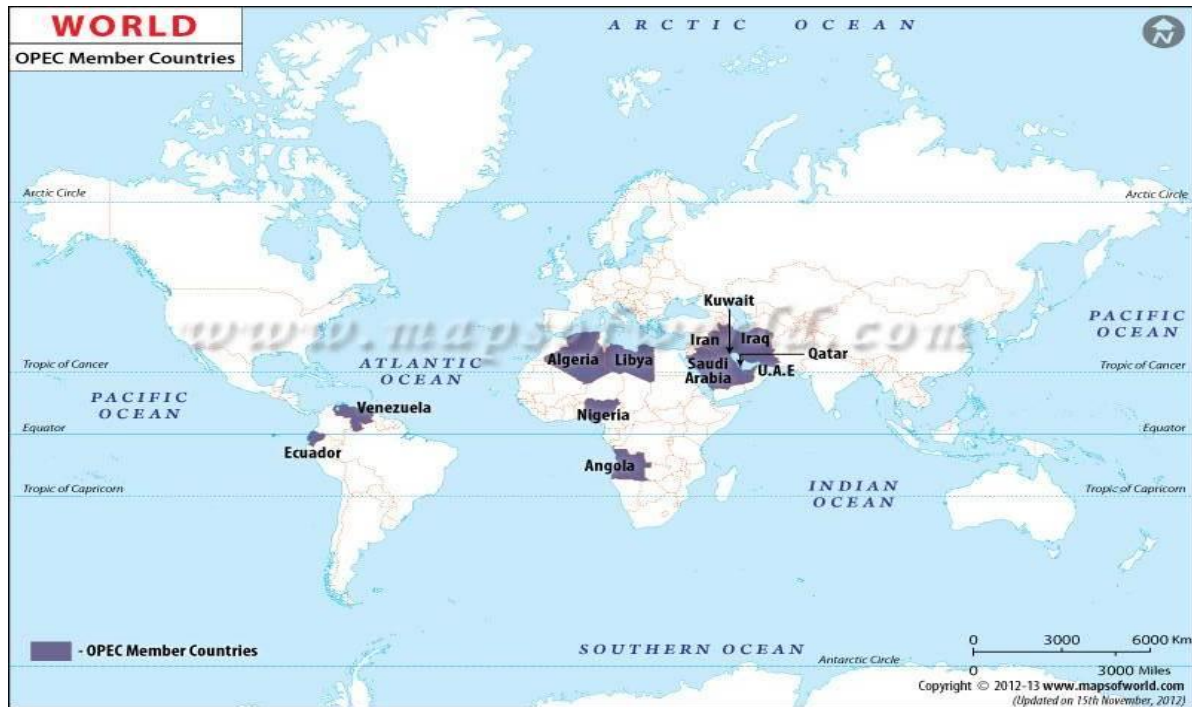 WORLD
OPEC Member Countries
ARCTIC OCEAN
N
Arctic Circle
Arctic Circle
Kuwait
PACIFIC
OCEAN
www.mapsofworld.com
Iran
Iraq
Qatar
Algeria
Libya
Saudi
Arabia
U.A.E
ATLANTIC
OCEAN
Tropic of Cancer
Tropic of Cancer
PACIFIC
OCEAN
Venezuela
Nigeria
Equator
Equator
Ecuador
Angola
Tropic of Capricorn
INDIAN
OCEAN
Tropic of Capricorn
- OPEC Member Countries
SOUTHERN OCEAN
Antarctic Circle
0 3000 6000 Km
0 3000 Miles
Copyright © 2012-13 www.mapsofworld.com
(Updated on 15th November, 2012)